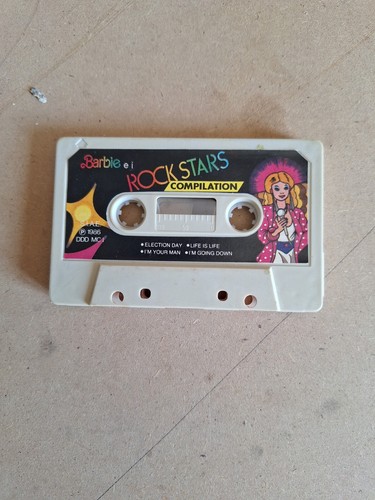 Barbie e i
ROCK STARS
COMPILATION
℗ 1986
DDD MC I
• ELECTION DAY • LIFE IS LIFE
• I'M YOUR MAN • I'M GOING DOWN